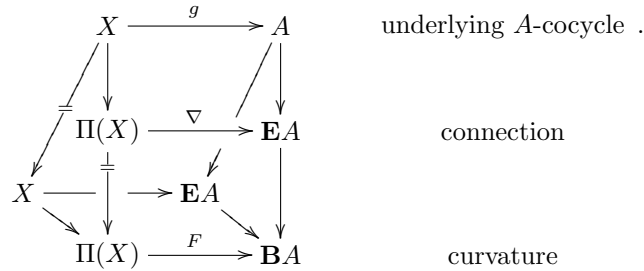 g
X A underlying A-cocycle .
=
∇
Π(X) EA connection
=
X EA
F
Π(X) BA curvature